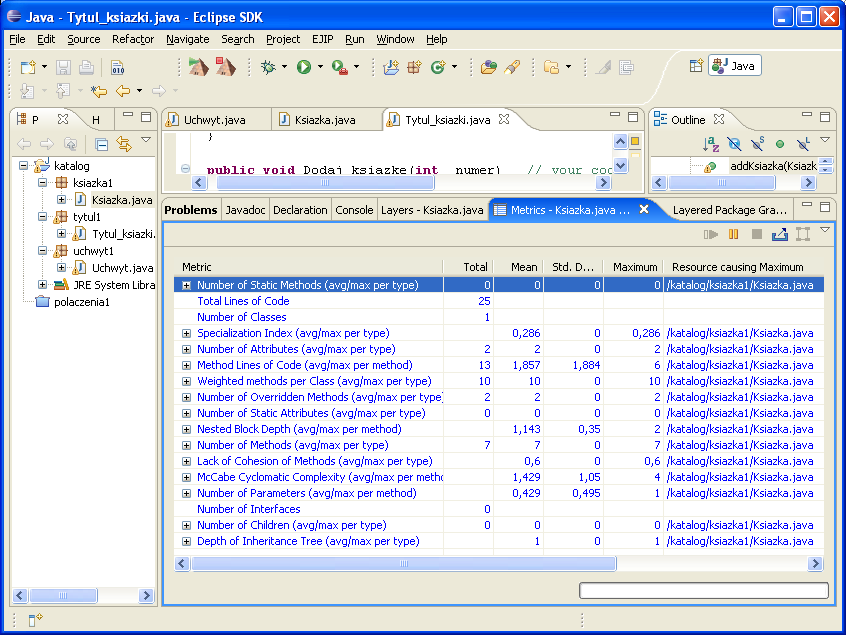 Java - Tytul_ksiazki.java - Eclipse SDK
File Edit Source Refactor Navigate Search Project EJIP Run Window Help
Java
P H
Uchwyt.java Ksiazka.java Tytul_ksiazki.java
Outline
}
public void Dodaj_ksiazke(int _numer) // your coo
addKsiazka(Ksiazk
katalog
ksiazka1
Ksiazka.java
tytul1
Tytul_ksiazki.
uchwyt1
Uchwyt.java
JRE System Libra
polaczenia1
Problems Javadoc Declaration Console Layers - Ksiazka.java Metrics - Ksiazka.java ... Layered Package Gra...
Metric Total Mean Std. D... Maximum Resource causing Maximum
Number of Static Methods (avg/max per type) 0 0 0 0 /katalog/ksiazka1/Ksiazka.java
Total Lines of Code 25
Number of Classes 1
Specialization Index (avg/max per type) 0,286 0 0,286 /katalog/ksiazka1/Ksiazka.java
Number of Attributes (avg/max per type) 2 2 0 2 /katalog/ksiazka1/Ksiazka.java
Method Lines of Code (avg/max per method) 13 1,857 1,884 6 /katalog/ksiazka1/Ksiazka.java
Weighted methods per Class (avg/max per type) 10 10 0 10 /katalog/ksiazka1/Ksiazka.java
Number of Overridden Methods (avg/max per type 2 2 0 2 /katalog/ksiazka1/Ksiazka.java
Number of Static Attributes (avg/max per type) 0 0 0 0 /katalog/ksiazka1/Ksiazka.java
Nested Block Depth (avg/max per method) 1,143 0,35 2 /katalog/ksiazka1/Ksiazka.java
Number of Methods (avg/max per type) 7 7 0 7 /katalog/ksiazka1/Ksiazka.java
Lack of Cohesion of Methods (avg/max per type) 0,6 0 0,6 /katalog/ksiazka1/Ksiazka.java
McCabe Cyclomatic Complexity (avg/max per metho 1,429 1,05 4 /katalog/ksiazka1/Ksiazka.java
Number of Parameters (avg/max per method) 0,429 0,495 1 /katalog/ksiazka1/Ksiazka.java
Number of Interfaces 0
Number of Children (avg/max per type) 0 0 0 0 /katalog/ksiazka1/Ksiazka.java
Depth of Inheritance Tree (avg/max per type) 1 0 1 /katalog/ksiazka1/Ksiazka.java